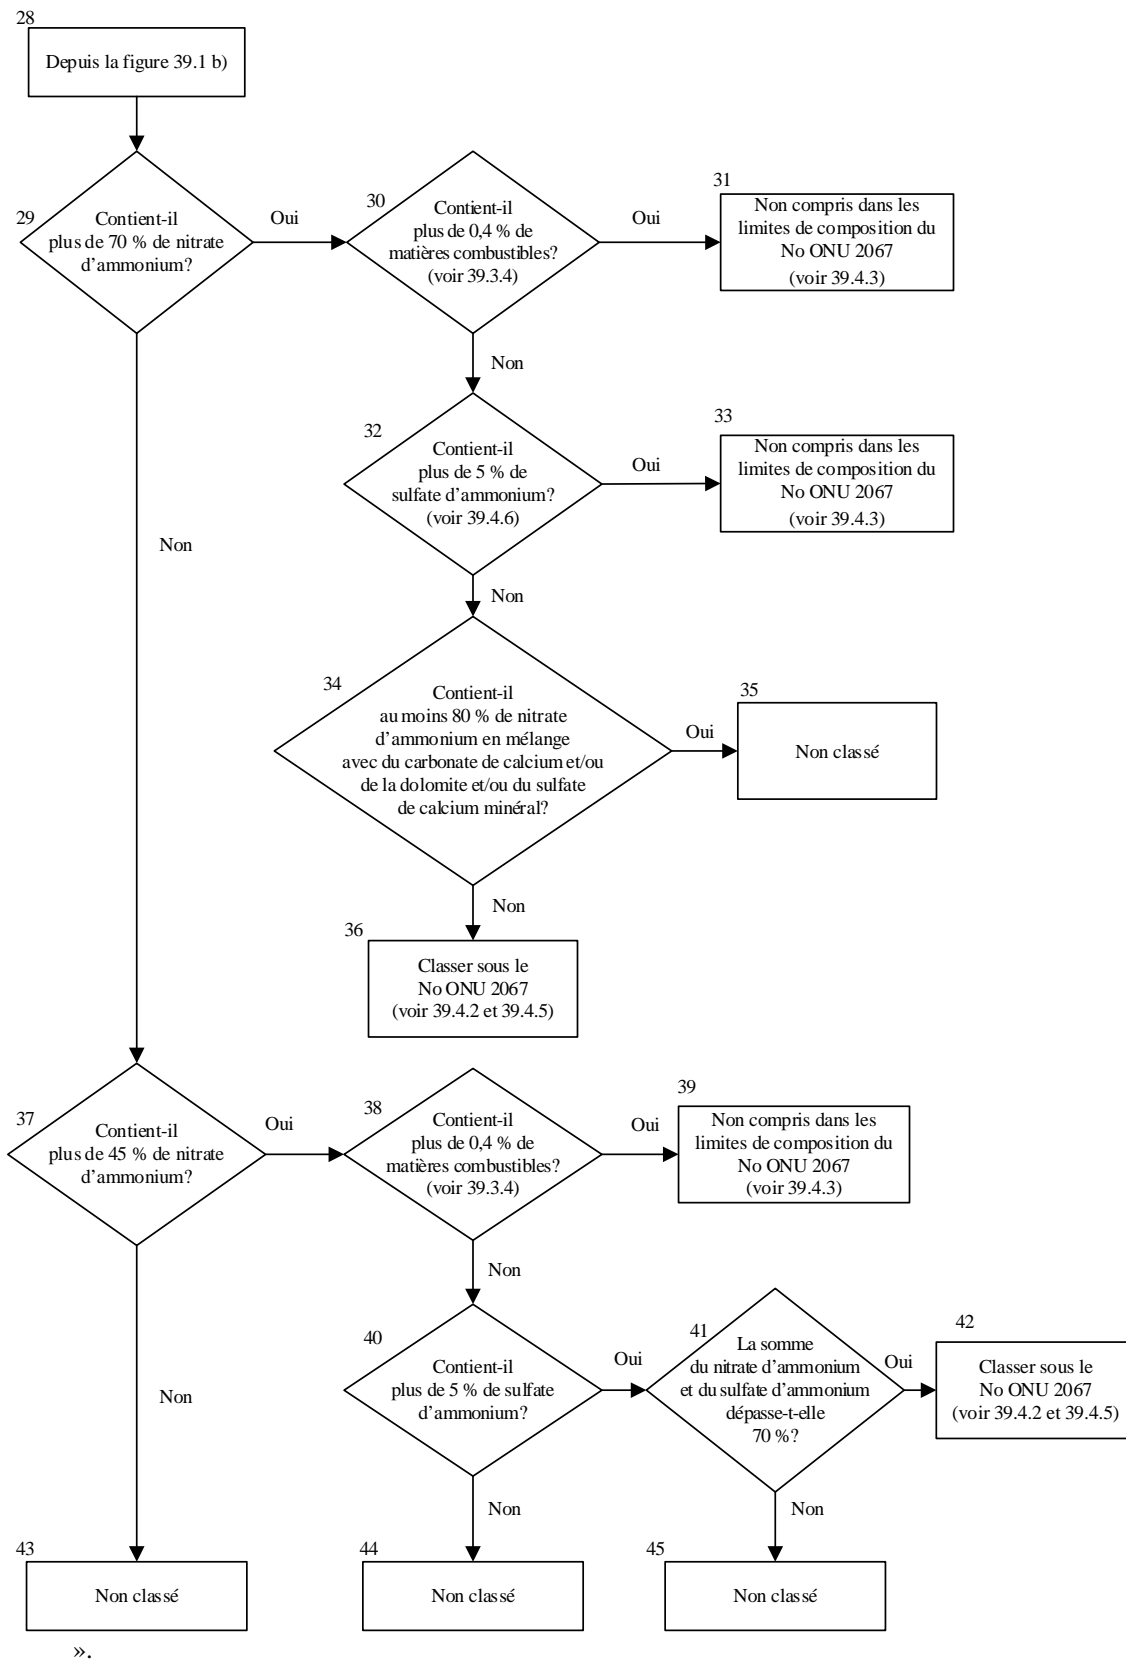 28
Depuis la figure 39.1 b)
29
Contient-il
plus de 70 % de nitrate
d’ammonium?
Oui
30
Contient-il
plus de 0,4 % de
matières combustibles?
(voir 39.3.4)
Oui
31
Non compris dans les
limites de composition du
No ONU 2067
(voir 39.4.3)
Non
32
Contient-il
plus de 5 % de
sulfate d’ammonium?
(voir 39.4.6)
Oui
33
Non compris dans les
limites de composition du
No ONU 2067
(voir 39.4.3)
Non
Non
34
Contient-il
au moins 80 % de nitrate
d’ammonium en mélange
avec du carbonate de calcium et/ou
de la dolomite et/ou du sulfate
de calcium minéral?
Oui
35
Non classé
Non
36
Classer sous le
No ONU 2067
(voir 39.4.2 et 39.4.5)
37
Contient-il
plus de 45 % de nitrate
d’ammonium?
Oui
38
Contient-il
plus de 0,4 % de
matières combustibles?
(voir 39.3.4)
Oui
39
Non compris dans les
limites de composition du
No ONU 2067
(voir 39.4.3)
Non
40
Contient-il
plus de 5 % de sulfate
d’ammonium?
Oui
41
La somme
du nitrate d’ammonium
et du sulfate d’ammonium
dépasse-t-elle
70 %?
Oui
42
Classer sous le
No ONU 2067
(voir 39.4.2 et 39.4.5)
Non
Non
Non
43
Non classé
44
Non classé
45
Non classé
».